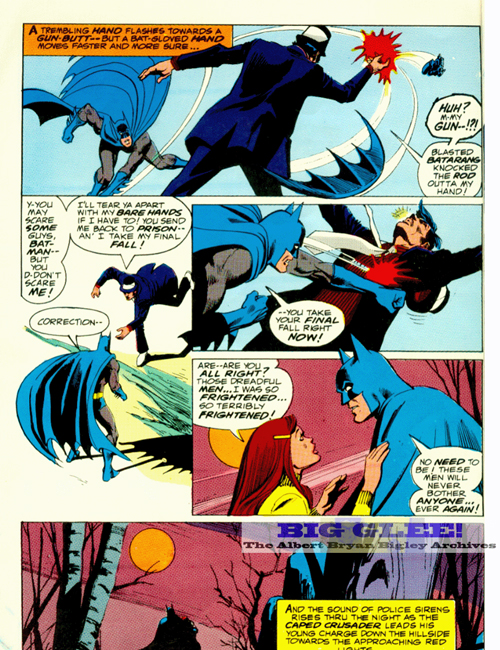 A TREMBLING HAND FLASHES TOWARDS A
GUN-BUTT--BUT A BAT-GLOVED HAND
MOVES FASTER AND MORE SURE...
HUH?
M-MY
GUN--!?!
BLASTED
BATARANG
KNOCKED
THE ROD
OUTTA MY
HAND!
Y-YOU
MAY
SCARE
SOME
GUYS,
BAT-
MAN--
BUT
YOU
D-DON'T
SCARE
ME!
I'LL TEAR YA APART
WITH MY BARE HANDS
IF I HAVE TO! YOU SEND
ME BACK TO PRISON--
AN' I TAKE MY FINAL
FALL!
CORRECTION--
--YOU TAKE
YOUR FINAL
FALL RIGHT
NOW!
ARE--ARE YOU
ALL RIGHT?
THOSE DREADFUL
MEN...I WAS SO
FRIGHTENED...
SO TERRIBLY
FRIGHTENED!
NO NEED TO
BE! THESE
MEN WILL
NEVER
BOTHER
ANYONE...
EVER AGAIN!
BIG GLEE!
The Albert Bryan Bigley Archives
AND THE SOUND OF POLICE SIRENS
RISES THRU THE NIGHT AS THE
CAPED CRUSADER LEADS HIS
YOUNG CHARGE DOWN THE HILLSIDE
TOWARDS THE APPROACHING RED
LIGHTS